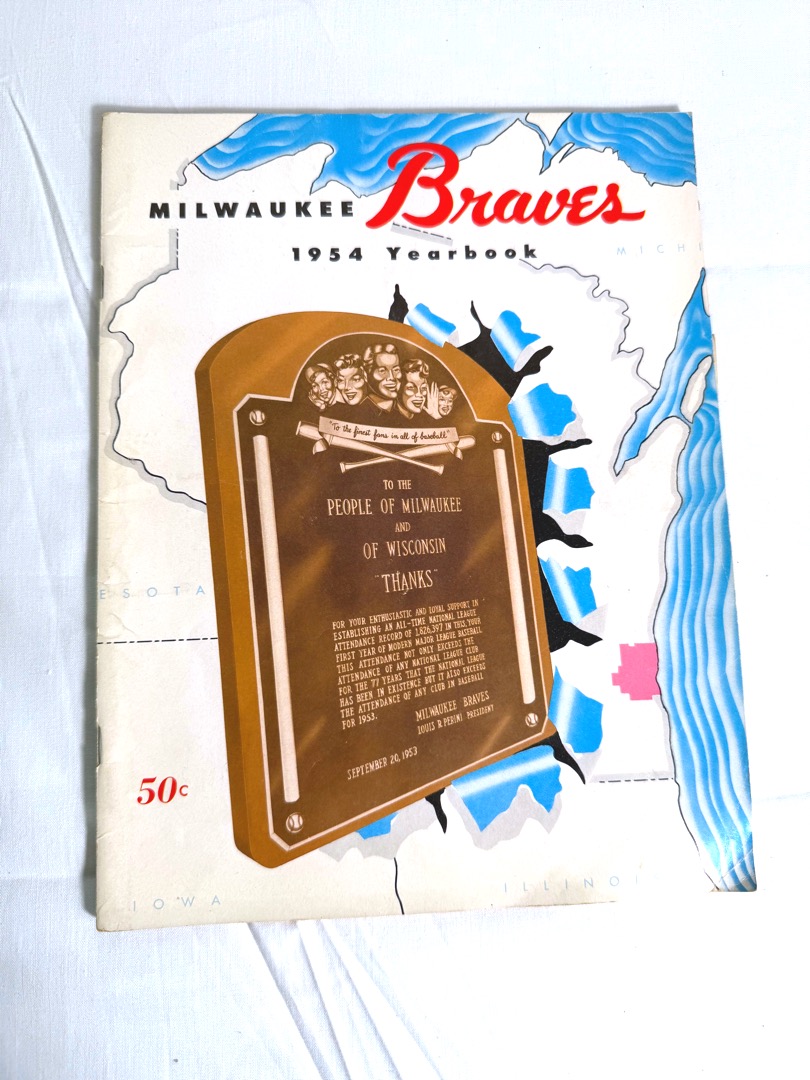 MILWAUKEE Braves
1954 Yearbook
MICHI
"To the finest fans in all of baseball"
TO THE
PEOPLE OF MILWAUKEE
AND
OF WISCONSIN
"THANKS"
FOR YOUR ENTHUSIASTIC AND LOYAL SUPPORT IN
ESTABLISHING AN ALL-TIME NATIONAL LEAGUE
ATTENDANCE RECORD OF 1,826,397 IN THIS, YOUR
FIRST YEAR OF MODERN MAJOR LEAGUE BASEBALL
THIS ATTENDANCE NOT ONLY EXCEEDS THE
ATTENDANCE OF ANY NATIONAL LEAGUE CLUB
FOR THE 77 YEARS THAT THE NATIONAL LEAGUE
HAS BEEN IN EXISTENCE BUT IT ALSO EXCEEDS
THE ATTENDANCE OF ANY CLUB IN BASEBALL
FOR 1953.
MILWAUKEE BRAVES
LOUIS R. PERINI PRESIDENT
SEPTEMBER 20, 1953
ESOTA
50c
IOWA
ILLINOI